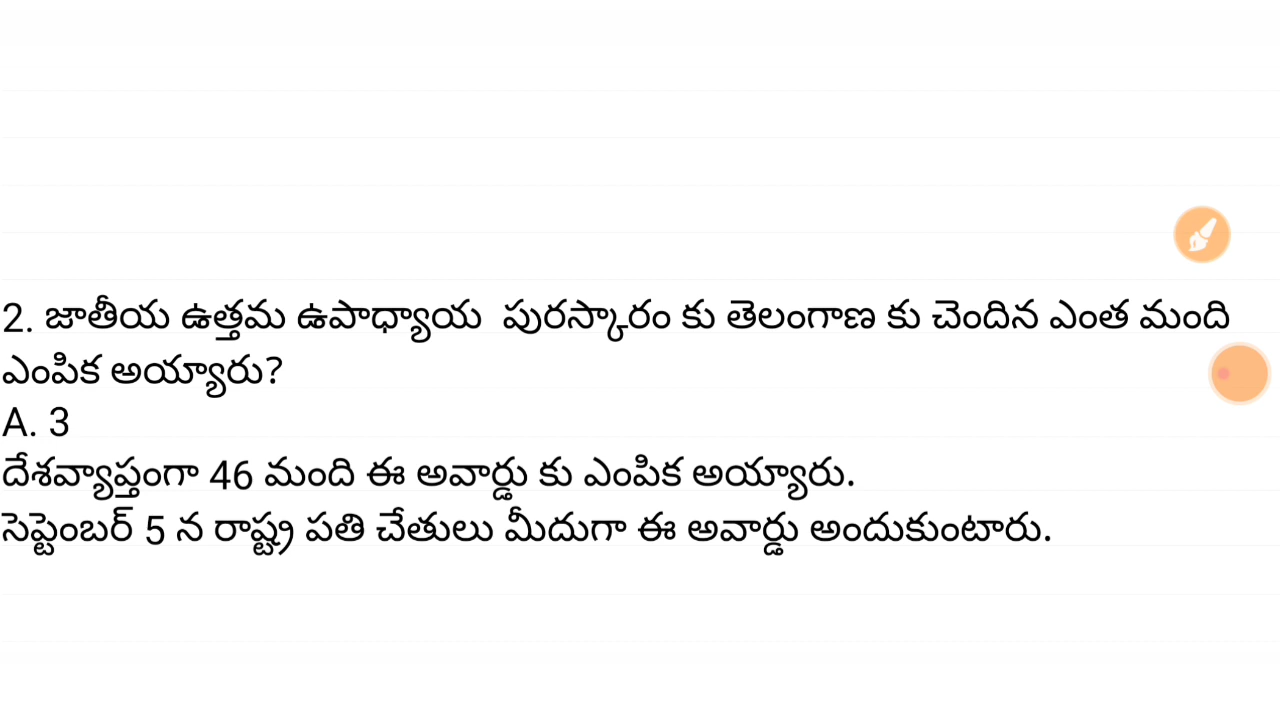 2. జాతీయ ఉత్తమ ఉపాధ్యాయ  పురస్కారం కు తెలంగాణ కు చెందిన ఎంత మంది
ఎంపిక అయ్యారు?
A. 3
దేశవ్యాప్తంగా 46 మంది ఈ అవార్డు కు ఎంపిక అయ్యారు.
సెప్టెంబర్ 5 న రాష్ట్ర పతి చేతులు మీదుగా ఈ అవార్డు అందుకుంటారు.